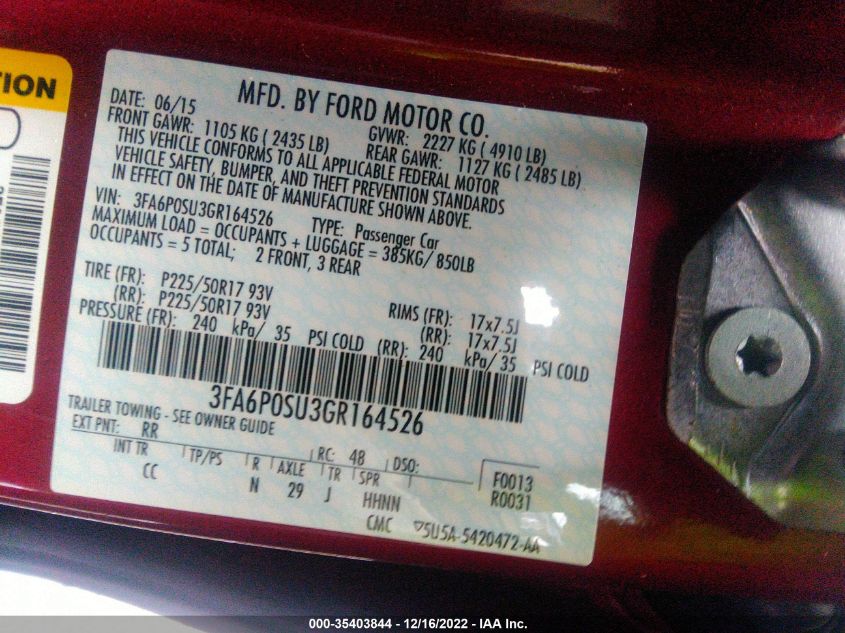 TION
MFD. BY FORD MOTOR CO.
DATE: 06/15 GVWR: 2227 KG ( 4910 LB)
FRONT GAWR: 1105 KG ( 2435 LB) REAR GAWR: 1127 KG ( 2485 LB)
THIS VEHICLE CONFORMS TO ALL APPLICABLE FEDERAL MOTOR
VEHICLE SAFETY, BUMPER, AND THEFT PREVENTION STANDARDS
IN EFFECT ON THE DATE OF MANUFACTURE SHOWN ABOVE.
VIN: 3FA6P0SU3GR164526 TYPE: Passenger Car
MAXIMUM LOAD = OCCUPANTS + LUGGAGE = 385KG/ 850LB
OCCUPANTS = 5 TOTAL; 2 FRONT, 3 REAR
TIRE (FR): P225/50R17 93V RIMS (FR): 17x7.5J
(RR): P225/50R17 93V (RR): 17x7.5J
PRESSURE (FR): 240 kPa/ 35 PSI COLD (RR): 240 kPa/ 35 PSI COLD
3FA6P0SU3GR164526
TRAILER TOWING - SEE OWNER GUIDE
EXT PNT: RR RC: 48 DSO: F0013
INT TR TP/PS R AXLE TR SPR R0031
CC N 29 J HHNN
CMC ▽5U5A-5420472-AA
000-35403844 - 12/16/2022 - IAA Inc.